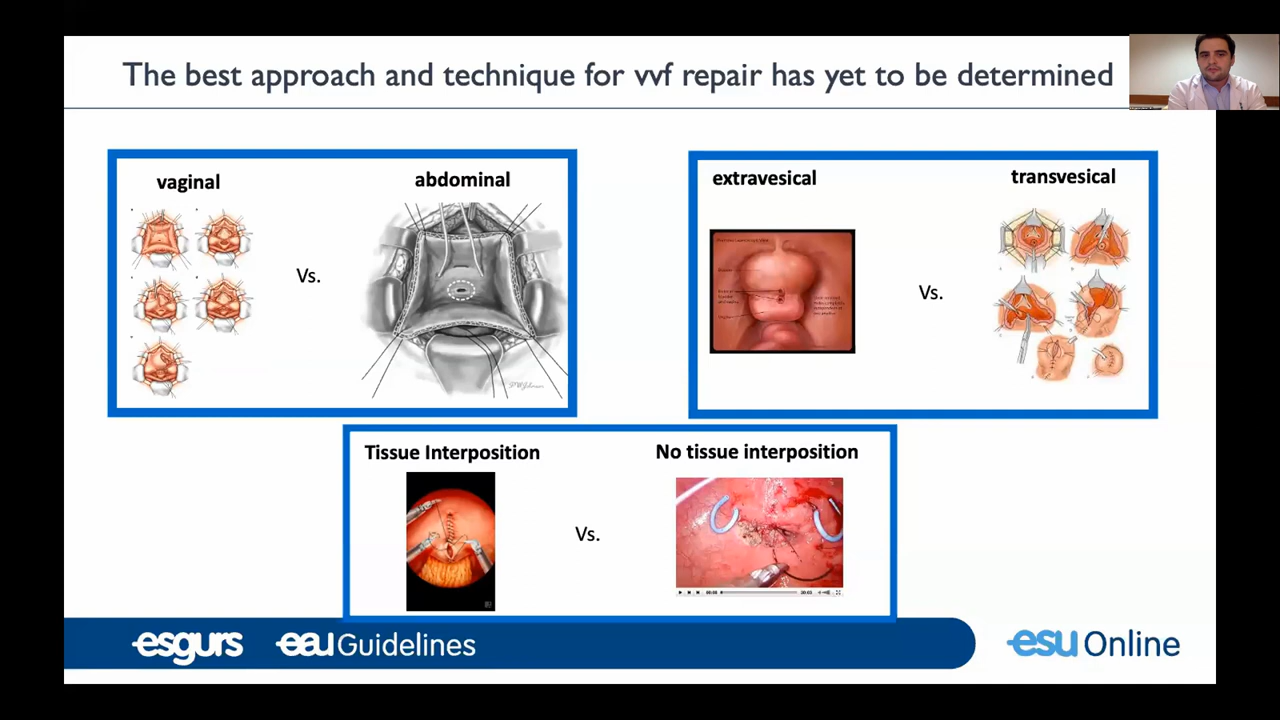 The best approach and technique for vvf repair has yet to be determined
vaginal
abdominal
Vs.
extravesical
transvesical
Vs.
Tissue Interposition
No tissue interposition
Vs.
esgurs
eau Guidelines
esu Online